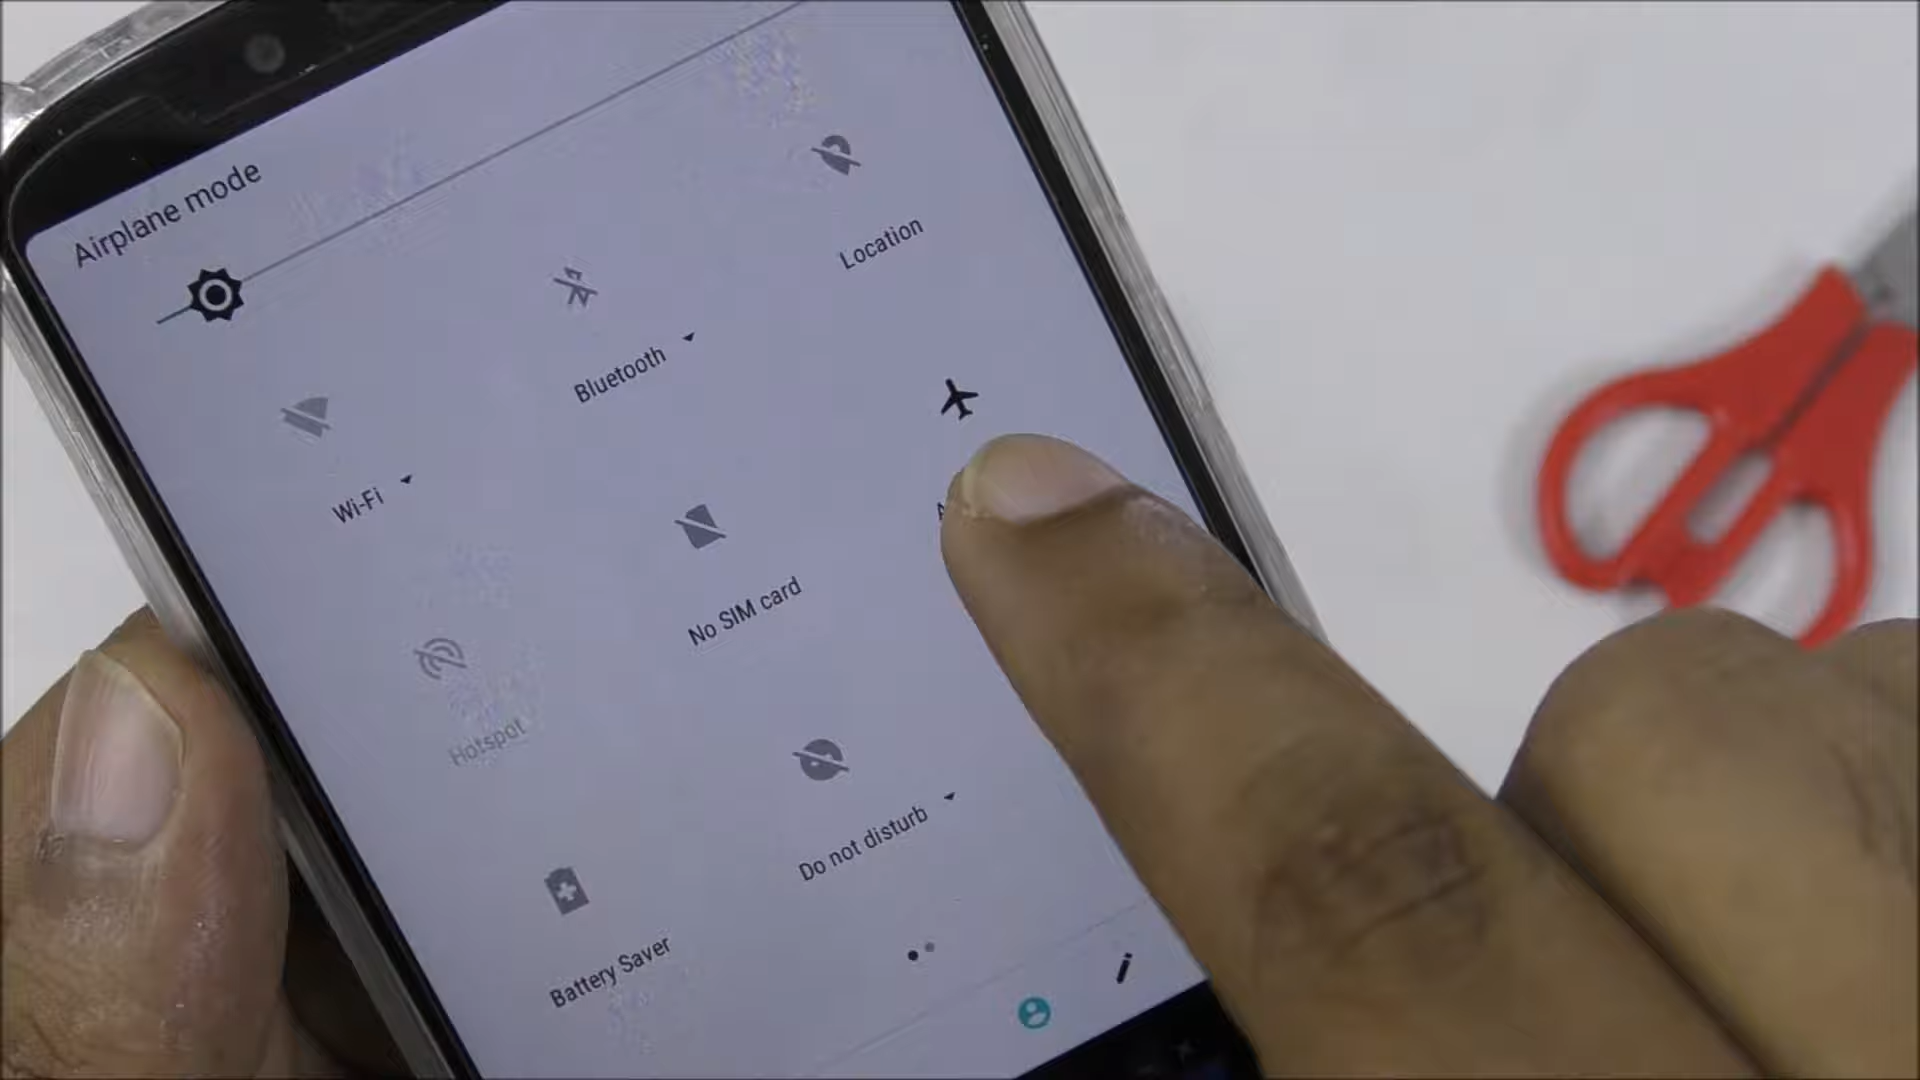 Airplane mode
Wi-Fi
Bluetooth
Location
Hotspot
No SIM card
Battery Saver
Do not disturb